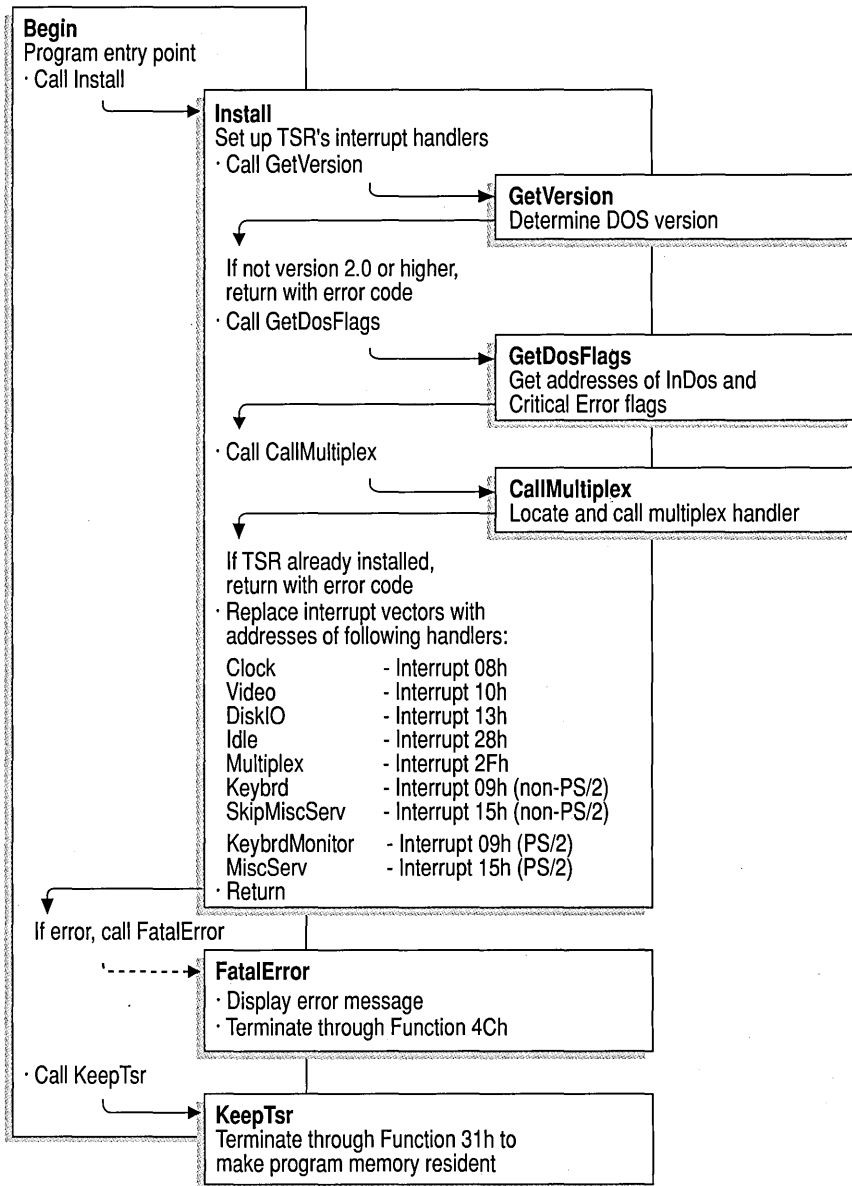 Begin
Program entry point
· Call Install
Install
Set up TSR's interrupt handlers
· Call GetVersion
GetVersion
Determine DOS version
If not version 2.0 or higher,
return with error code
· Call GetDosFlags
GetDosFlags
Get addresses of InDos and
Critical Error flags
· Call CallMultiplex
CallMultiplex
Locate and call multiplex handler
If TSR already installed,
return with error code
· Replace interrupt vectors with
addresses of following handlers:
Clock - Interrupt 08h
Video - Interrupt 10h
DiskIO - Interrupt 13h
Idle - Interrupt 28h
Multiplex - Interrupt 2Fh
Keybrd - Interrupt 09h (non-PS/2)
SkipMiscServ - Interrupt 15h (non-PS/2)
KeybrdMonitor - Interrupt 09h (PS/2)
MiscServ - Interrupt 15h (PS/2)
· Return
If error, call FatalError
FatalError
· Display error message
· Terminate through Function 4Ch
· Call KeepTsr
KeepTsr
Terminate through Function 31h to
make program memory resident